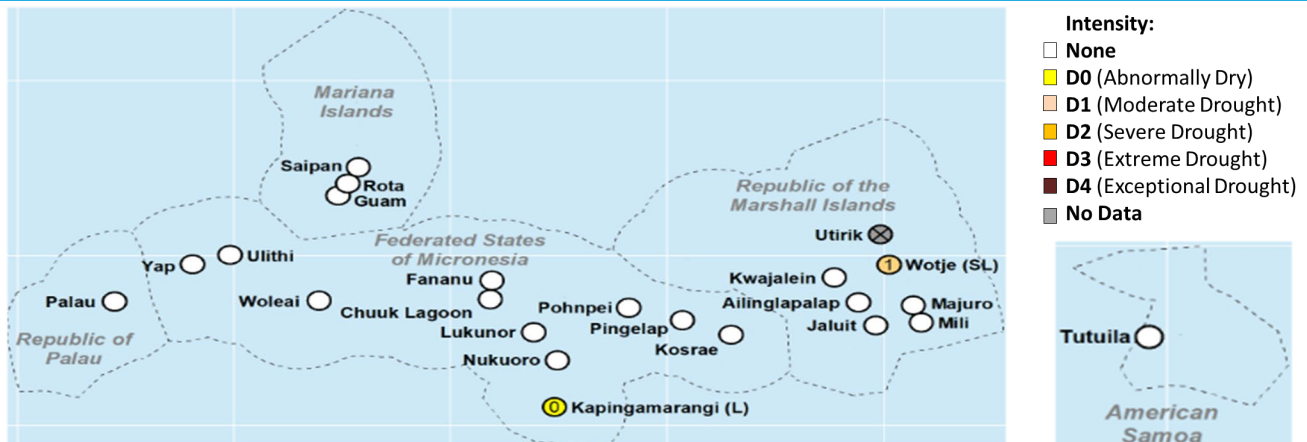 Mariana
Islands
Saipan
Rota
Guam
Republic of the
Marshall Islands
Utirik
1
Wotje (SL)
Kwajalein
Ailinglapalap
Majuro
Jaluit
Mili
Federated States
of Micronesia
Yap
Ulithi
Fananu
Palau
Woleai
Chuuk Lagoon
Pohnpei
Pingelap
Lukunor
Kosrae
Nukuoro
0
Kapingamarangi (L)
Republic of
Palau
Intensity:
None
D0 (Abnormally Dry)
D1 (Moderate Drought)
D2 (Severe Drought)
D3 (Extreme Drought)
D4 (Exceptional Drought)
No Data
Tutuila
American
Samoa